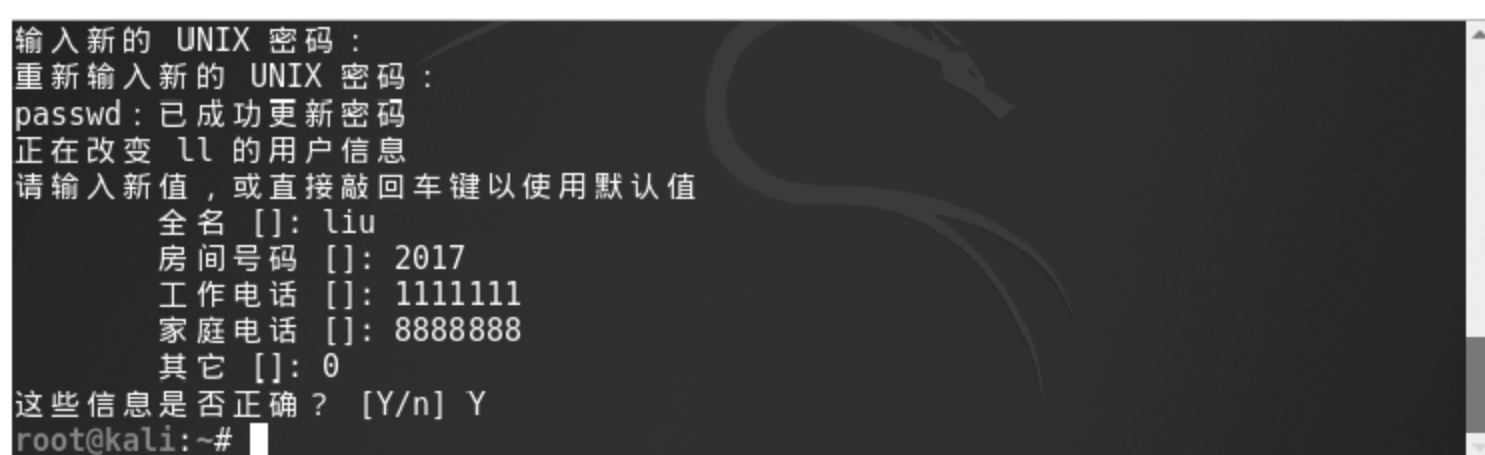 输入新的 UNIX 密码：
重新输入新的 UNIX 密码：
passwd：已成功更新密码
正在改变 ll 的用户信息
请输入新值，或直接敲回车键以使用默认值
全名 []: liu
房间号码 []: 2017
工作电话 []: 1111111
家庭电话 []: 8888888
其它 []: 0
这些信息是否正确？ [Y/n] Y
root@kali:~#